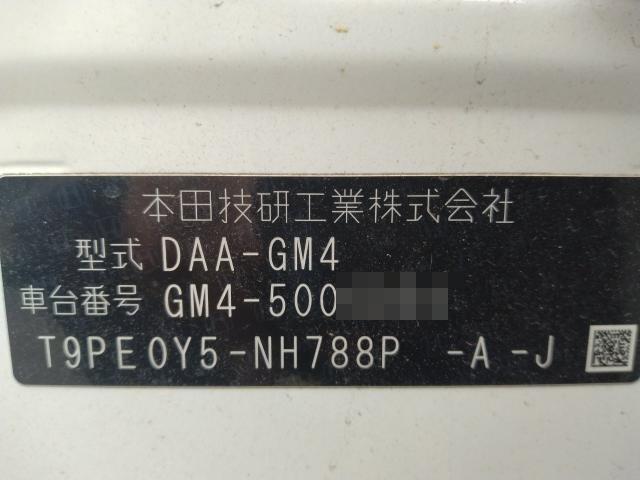 本田技研工業株式会社
型式 DAA-GM4
車台番号 GM4-500
T9PE0Y5-NH788P -A -J